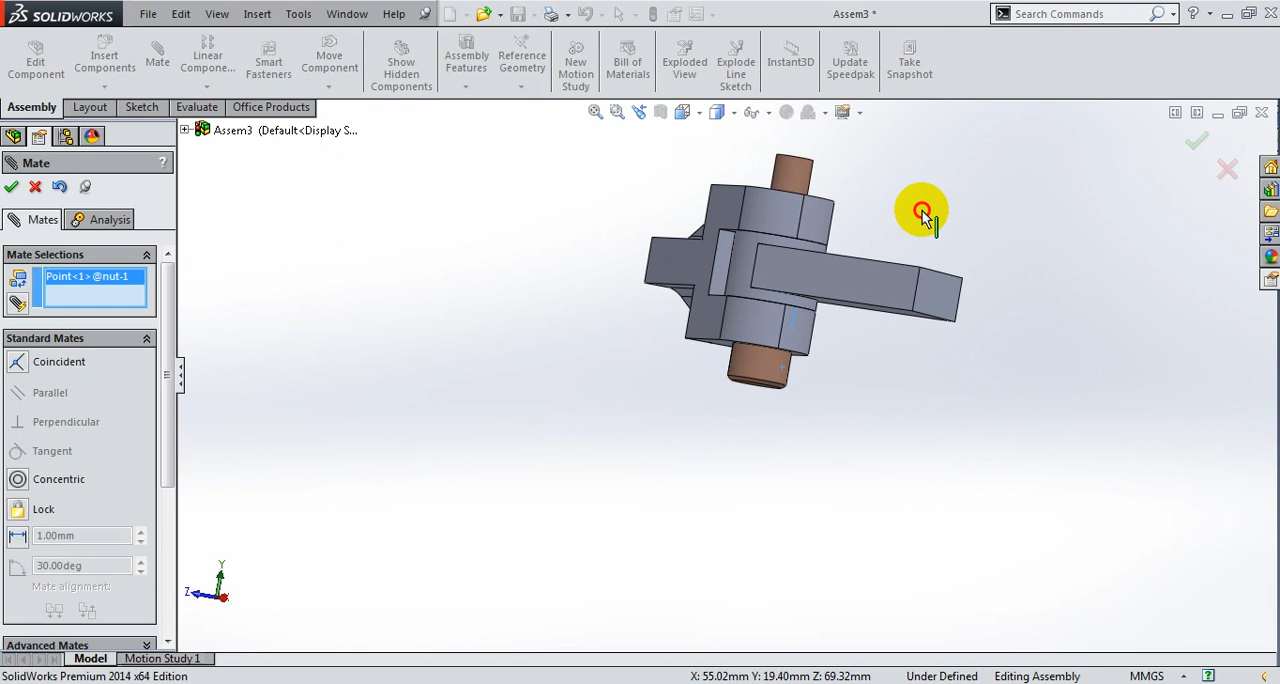 SOLIDWORKS File Edit View Insert Tools Window Help Assem3 * Search Commands
Edit Component Insert Components Mate Linear Compone... Smart Fasteners Move Component Show Hidden Components Assembly Features Reference Geometry New Motion Study Bill of Materials Exploded View Explode Line Sketch Instant3D Update Speedpak Take Snapshot
Assembly Layout Sketch Evaluate Office Products
Assem3 (Default<Display S...
Mate ?
Mates Analysis
Mate Selections
Point<1>@nut-1
Standard Mates
Coincident
Parallel
Perpendicular
Tangent
Concentric
Lock
1.00mm
30.00deg
Mate alignment:
Advanced Mates
Y
Z
Model Motion Study 1
SolidWorks Premium 2014 x64 Edition X: 55.02mm Y: 19.40mm Z: 69.32mm Under Defined Editing Assembly MMGS